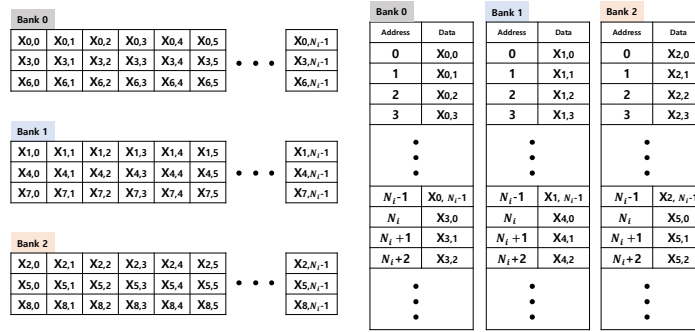 Bank 0
X0,0 X0,1 X0,2 X0,3 X0,4 X0,5 • • • X0,Ni-1
X3,0 X3,1 X3,2 X3,3 X3,4 X3,5 X3,Ni-1
X6,0 X6,1 X6,2 X6,3 X6,4 X6,5 X6,Ni-1
Bank 1
X1,0 X1,1 X1,2 X1,3 X1,4 X1,5 • • • X1,Ni-1
X4,0 X4,1 X4,2 X4,3 X4,4 X4,5 X4,Ni-1
X7,0 X7,1 X7,2 X7,3 X7,4 X7,5 X7,Ni-1
Bank 2
X2,0 X2,1 X2,2 X2,3 X2,4 X2,5 • • • X2,Ni-1
X5,0 X5,1 X5,2 X5,3 X5,4 X5,5 X5,Ni-1
X8,0 X8,1 X8,2 X8,3 X8,4 X8,5 X8,Ni-1
Bank 0
Address Data
0 X0,0
1 X0,1
2 X0,2
3 X0,3
Ni-1 X0, Ni-1
Ni X3,0
Ni+1 X3,1
Ni+2 X3,2
Bank 1
Address Data
0 X1,0
1 X1,1
2 X1,2
3 X1,3
Ni-1 X1, Ni-1
Ni X4,0
Ni+1 X4,1
Ni+2 X4,2
Bank 2
Address Data
0 X2,0
1 X2,1
2 X2,2
3 X2,3
Ni-1 X2, Ni-1
Ni X5,0
Ni+1 X5,1
Ni+2 X5,2